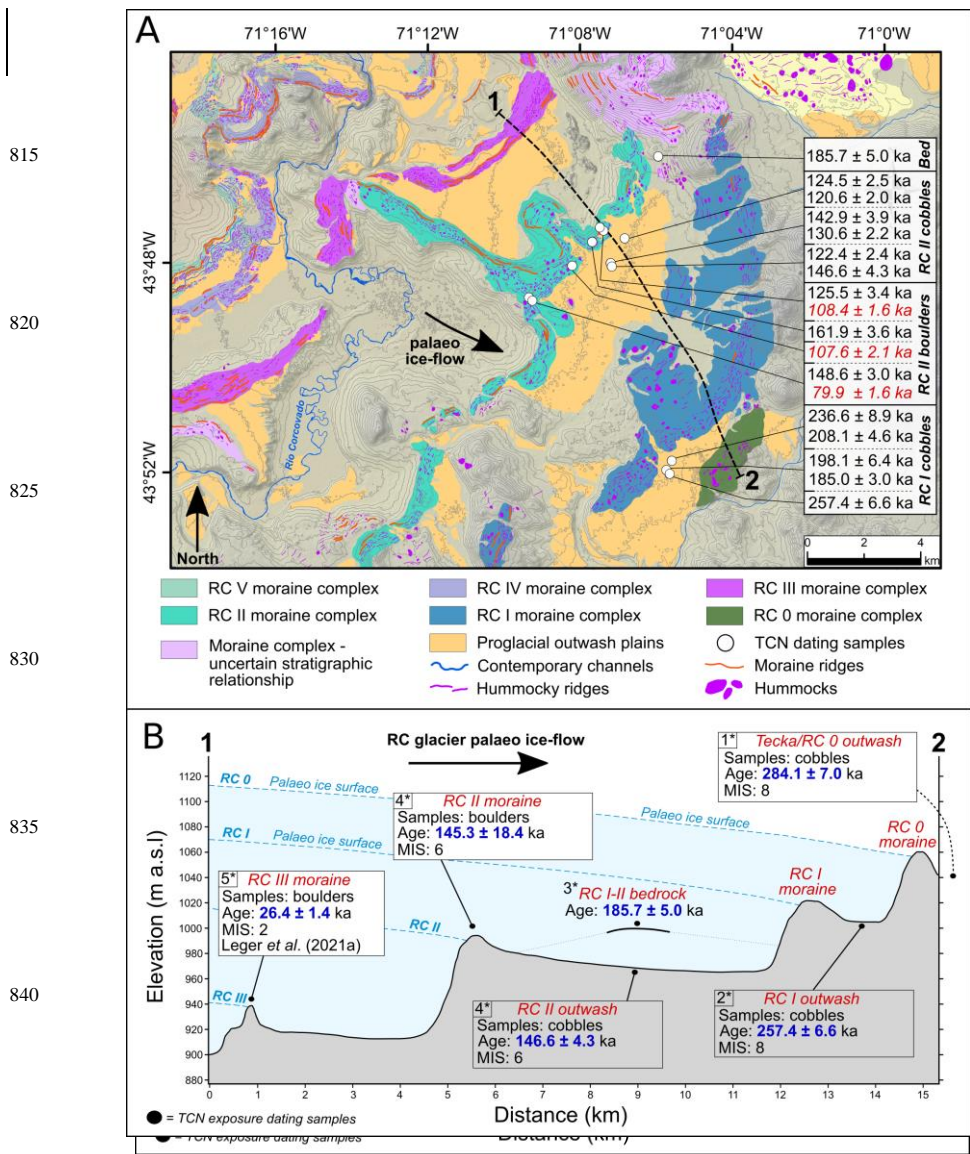 A
71°16'W
71°12'W
71°08'W
71°04'W
71°0'W
815
820
825
830
835
840
43°48'W
43°52'W
1
2
palaeo
ice-flow
Rio Corcovado
North
185.7 ± 5.0 ka
Bed
124.5 ± 2.5 ka
120.6 ± 2.0 ka
142.9 ± 3.9 ka
130.6 ± 2.2 ka
122.4 ± 2.4 ka
146.6 ± 4.3 ka
RC II cobbles
125.5 ± 3.4 ka
108.4 ± 1.6 ka
161.9 ± 3.6 ka
107.6 ± 2.1 ka
148.6 ± 3.0 ka
79.9 ± 1.6 ka
RC II boulders
236.6 ± 8.9 ka
208.1 ± 4.6 ka
198.1 ± 6.4 ka
185.0 ± 3.0 ka
257.4 ± 6.6 ka
RC I cobbles
0 2 4
km
RC V moraine complex
RC IV moraine complex
RC III moraine complex
RC II moraine complex
RC I moraine complex
RC 0 moraine complex
Moraine complex -
uncertain stratigraphic
relationship
Proglacial outwash plains
TCN dating samples
Contemporary channels
Moraine ridges
Hummocky ridges
Hummocks
B
1
RC glacier palaeo ice-flow
2
1* Tecka/RC 0 outwash
Samples: cobbles
Age: 284.1 ± 7.0 ka
MIS: 8
RC 0 Palaeo ice surface
Palaeo ice surface
RC 0
moraine
4* RC II moraine
Samples: boulders
Age: 145.3 ± 18.4 ka
MIS: 6
RC I
Palaeo ice surface
RC I
moraine
5* RC III moraine
Samples: boulders
Age: 26.4 ± 1.4 ka
MIS: 2
Leger et al. (2021a)
3* RC I-II bedrock
Age: 185.7 ± 5.0 ka
RC II
RC III
4* RC II outwash
Samples: cobbles
Age: 146.6 ± 4.3 ka
MIS: 6
2* RC I outwash
Samples: cobbles
Age: 257.4 ± 6.6 ka
MIS: 8
Elevation (m a.s.l)
1120
1100
1080
1060
1040
1020
1000
980
960
940
920
900
880
0 1 2 3 4 5 6 7 8 9 10 11 12 13 14 15
Distance (km)
= TCN exposure dating samples
= TCN exposure dating samples
Distance (km)